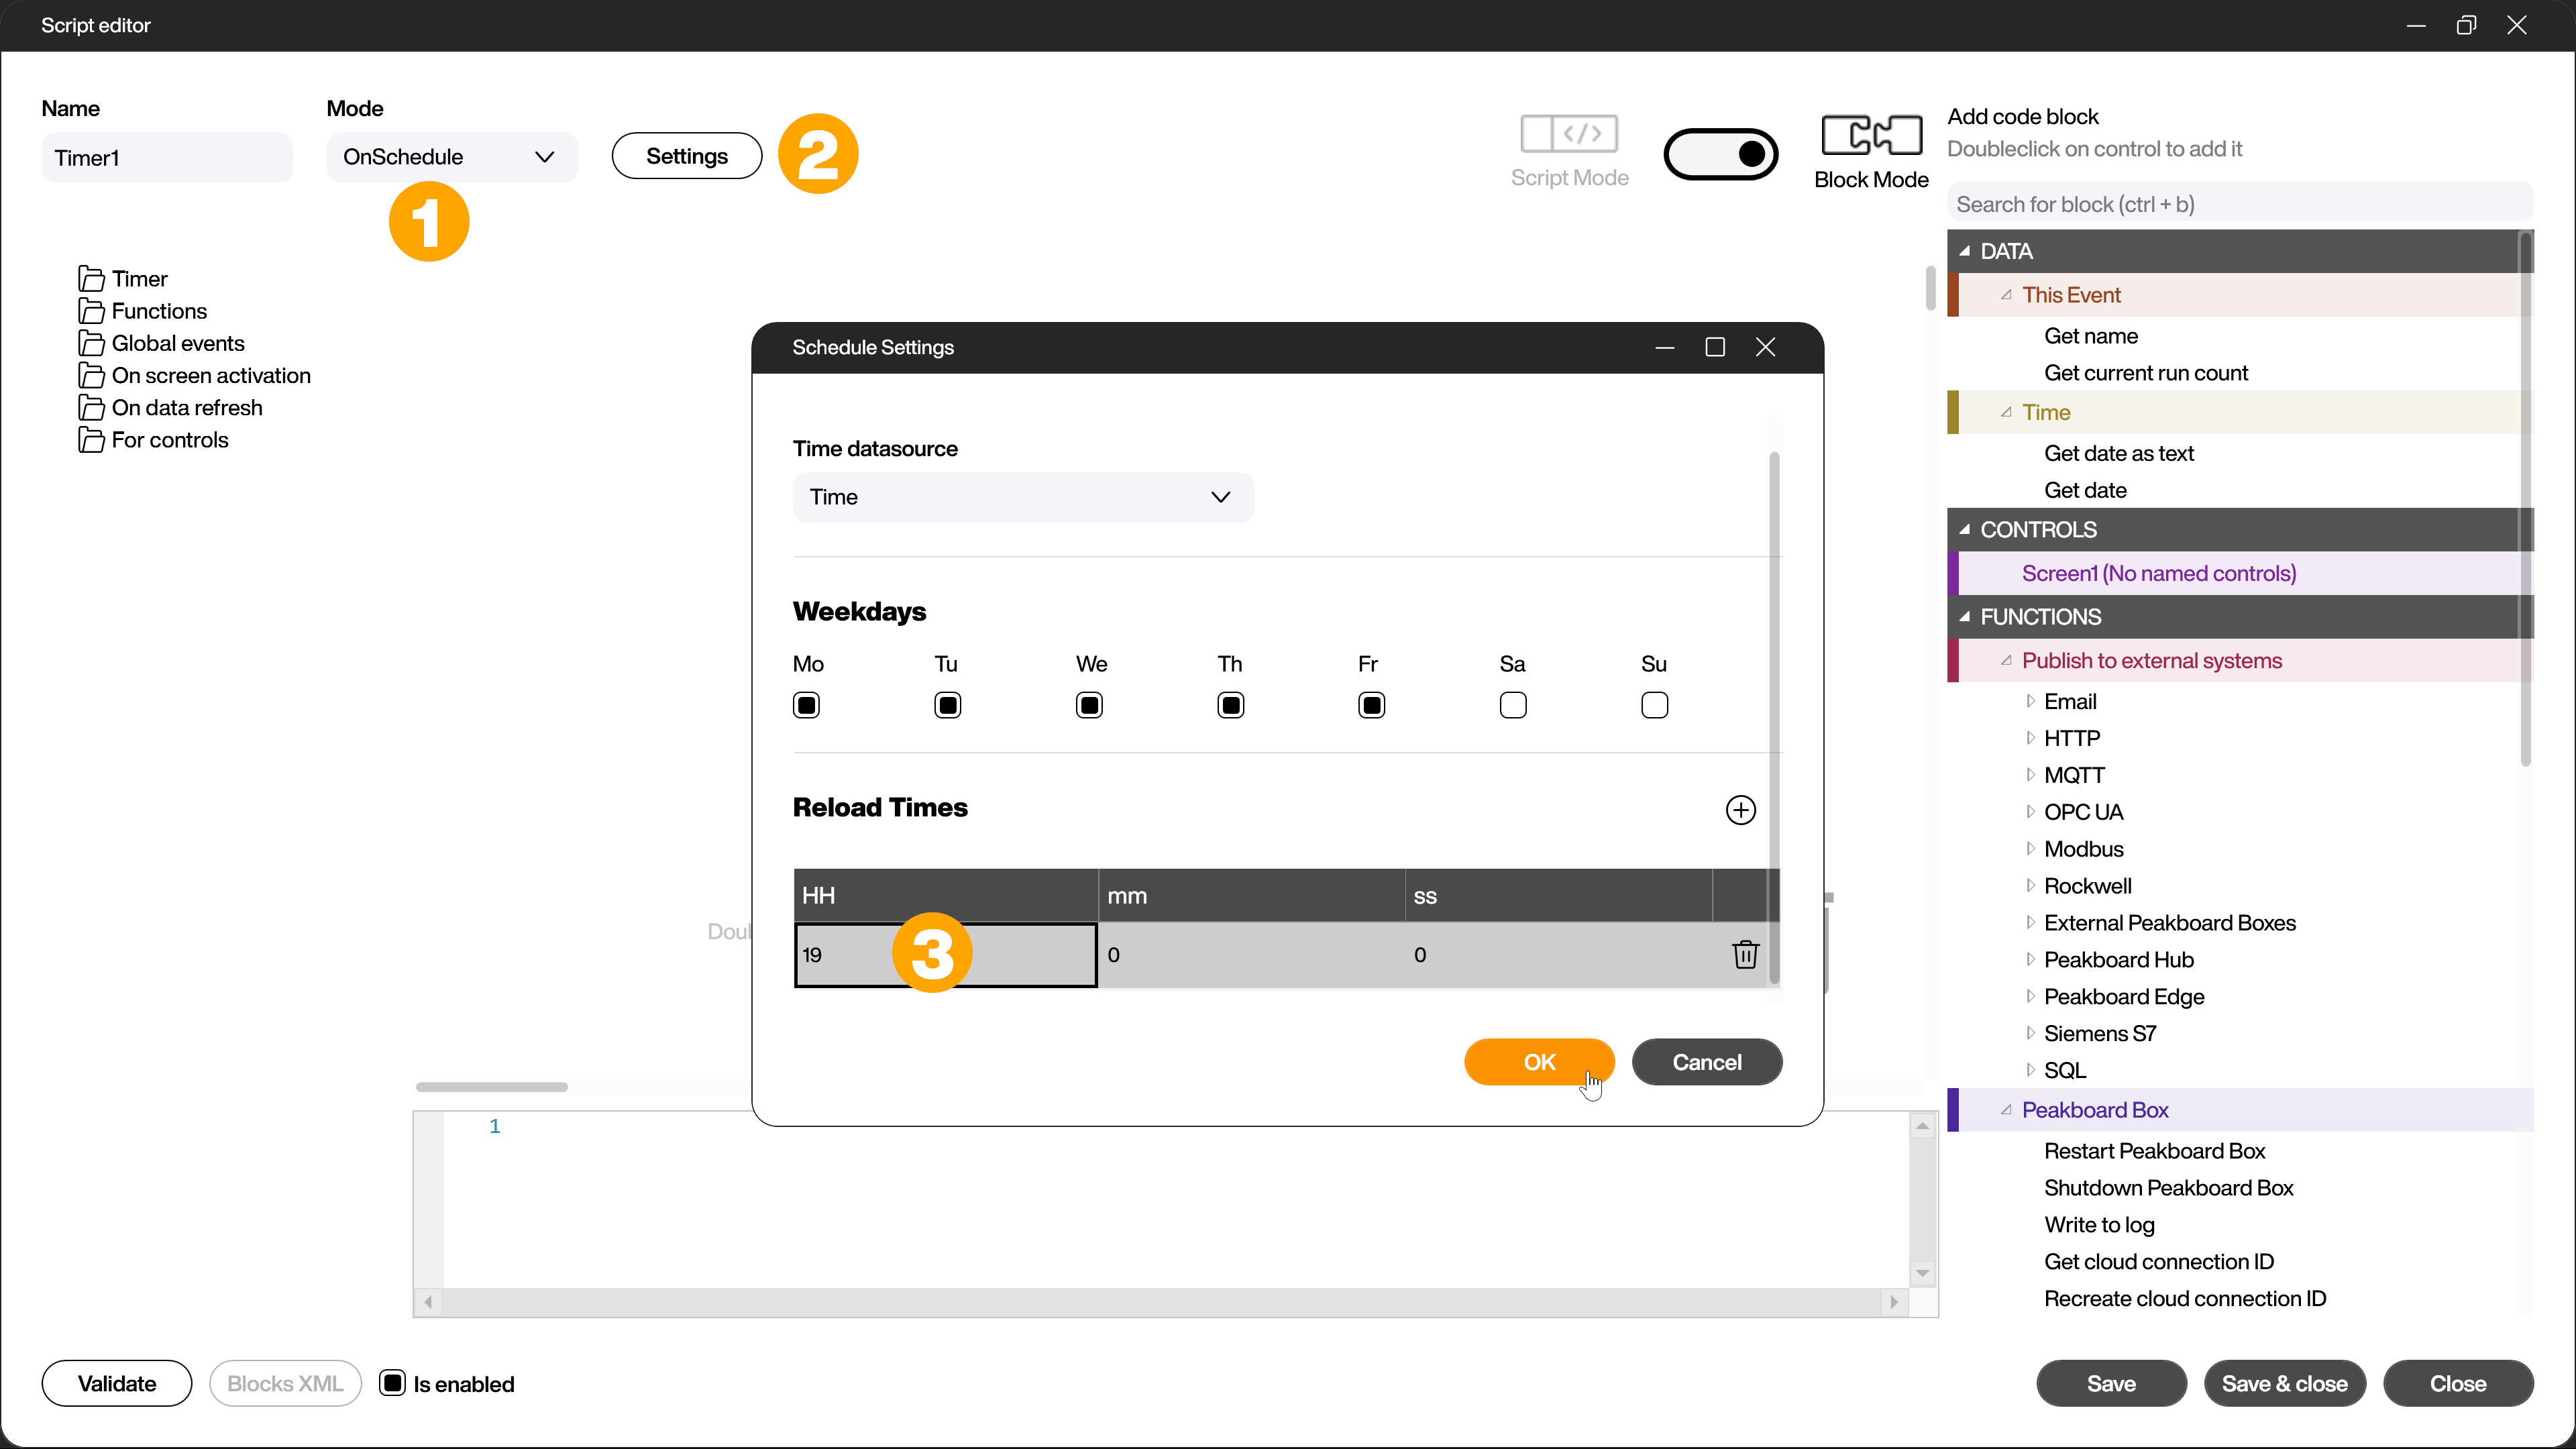 Script editor
Name
Mode
Timer1
OnSchedule
Settings
2
1
</>
Script Mode
Block Mode
Add code block
Doubleclick on control to add it
Search for block (ctrl + b)
Timer
Functions
Global events
On screen activation
On data refresh
For controls
Schedule Settings
Time datasource
Time
Weekdays
Mo Tu We Th Fr Sa Su
Reload Times
HH mm ss
19 0 0
3
OK
Cancel
Doul
1
DATA
This Event
Get name
Get current run count
Time
Get date as text
Get date
CONTROLS
Screen1 (No named controls)
FUNCTIONS
Publish to external systems
Email
HTTP
MQTT
OPC UA
Modbus
Rockwell
External Peakboard Boxes
Peakboard Hub
Peakboard Edge
Siemens S7
SQL
Peakboard Box
Restart Peakboard Box
Shutdown Peakboard Box
Write to log
Get cloud connection ID
Recreate cloud connection ID
Validate
Blocks XML
Is enabled
Save
Save & close
Close